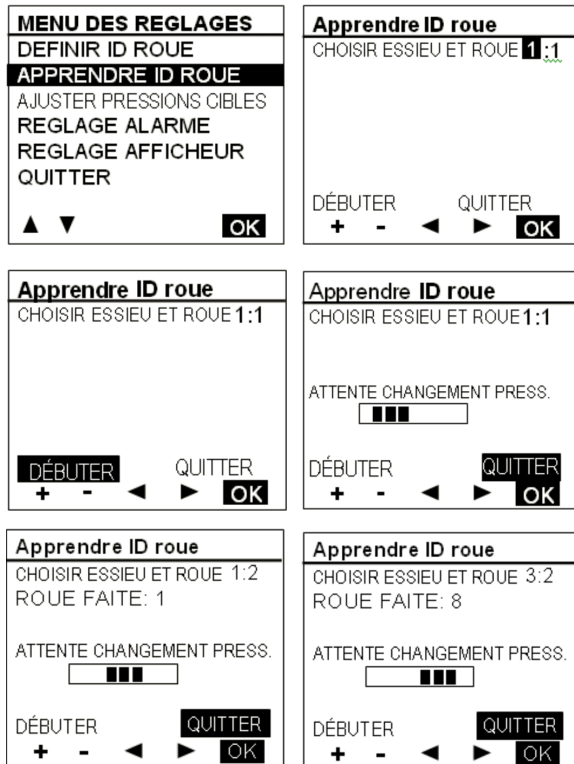 MENU DES REGLAGES
DEFINIR ID ROUE
APPRENDRE ID ROUE
AJUSTER PRESSIONS CIBLES
REGLAGE ALARME
REGLAGE AFFICHEUR
QUITTER
▲ ▼ OK
Apprendre ID roue
CHOISIR ESSIEU ET ROUE 1:1
DÉBUTER QUITTER
+ - ◄ ► OK
Apprendre ID roue
CHOISIR ESSIEU ET ROUE 1:1
DÉBUTER QUITTER
+ - ◄ ► OK
Apprendre ID roue
CHOISIR ESSIEU ET ROUE 1:1
ATTENTE CHANGEMENT PRESS.
DÉBUTER QUITTER
+ - ◄ ► OK
Apprendre ID roue
CHOISIR ESSIEU ET ROUE 1:2
ROUE FAITE: 1
ATTENTE CHANGEMENT PRESS.
DÉBUTER QUITTER
+ - ◄ ► OK
Apprendre ID roue
CHOISIR ESSIEU ET ROUE 3:2
ROUE FAITE: 8
ATTENTE CHANGEMENT PRESS.
DÉBUTER QUITTER
+ - ◄ ► OK